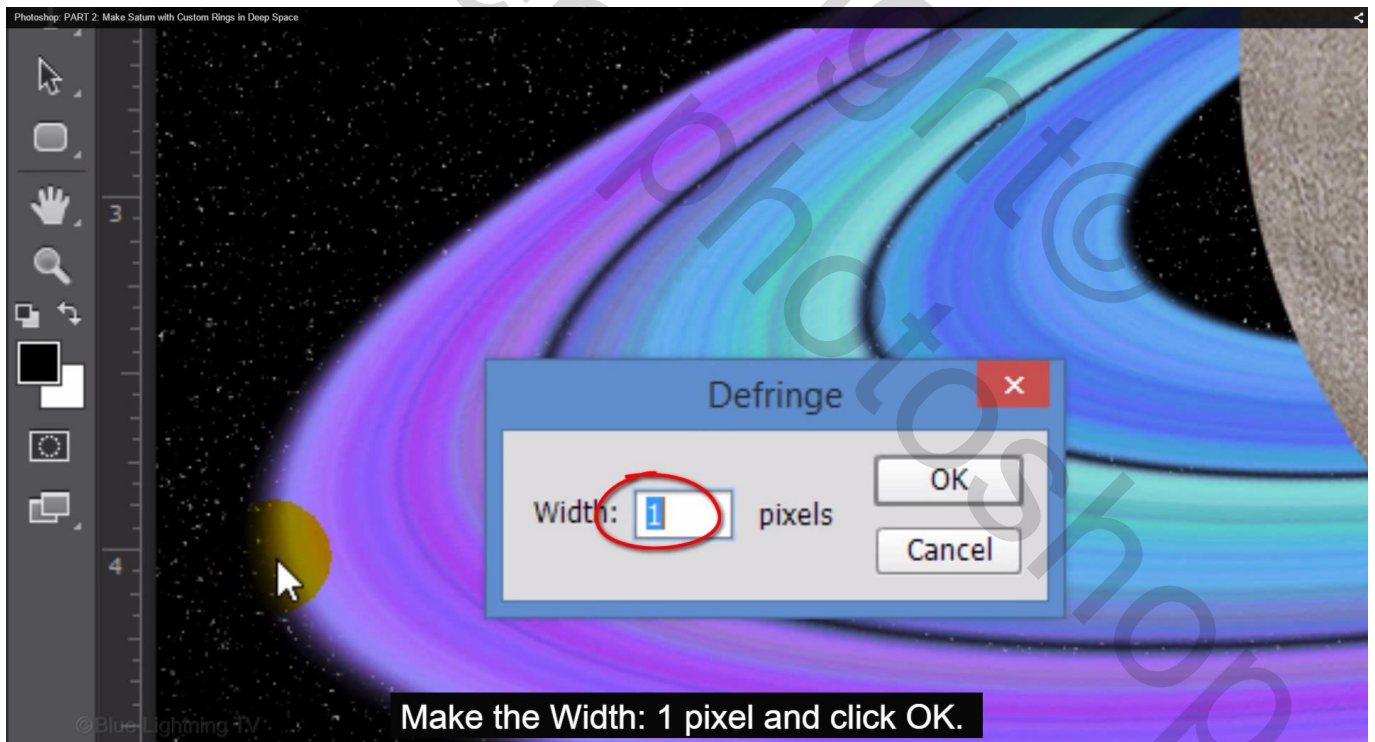 Photoshop: PART 2: Make Saturn with Custom Rings in Deep Space
3
Defringe
Width: 1 pixels
OK
Cancel
4
Make the Width: 1 pixel and click OK.
©Blue Lightning TV
photoshop